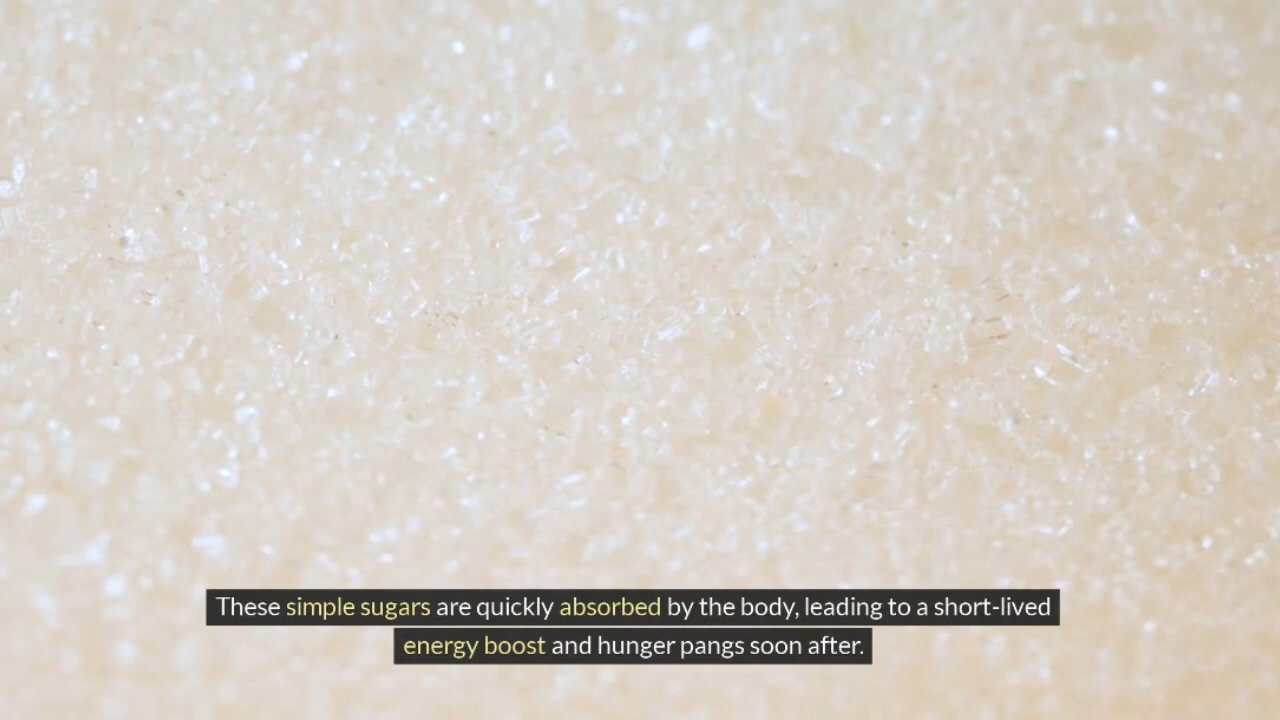 These simple sugars are quickly absorbed by the body, leading to a short-lived
energy boost and hunger pangs soon after.